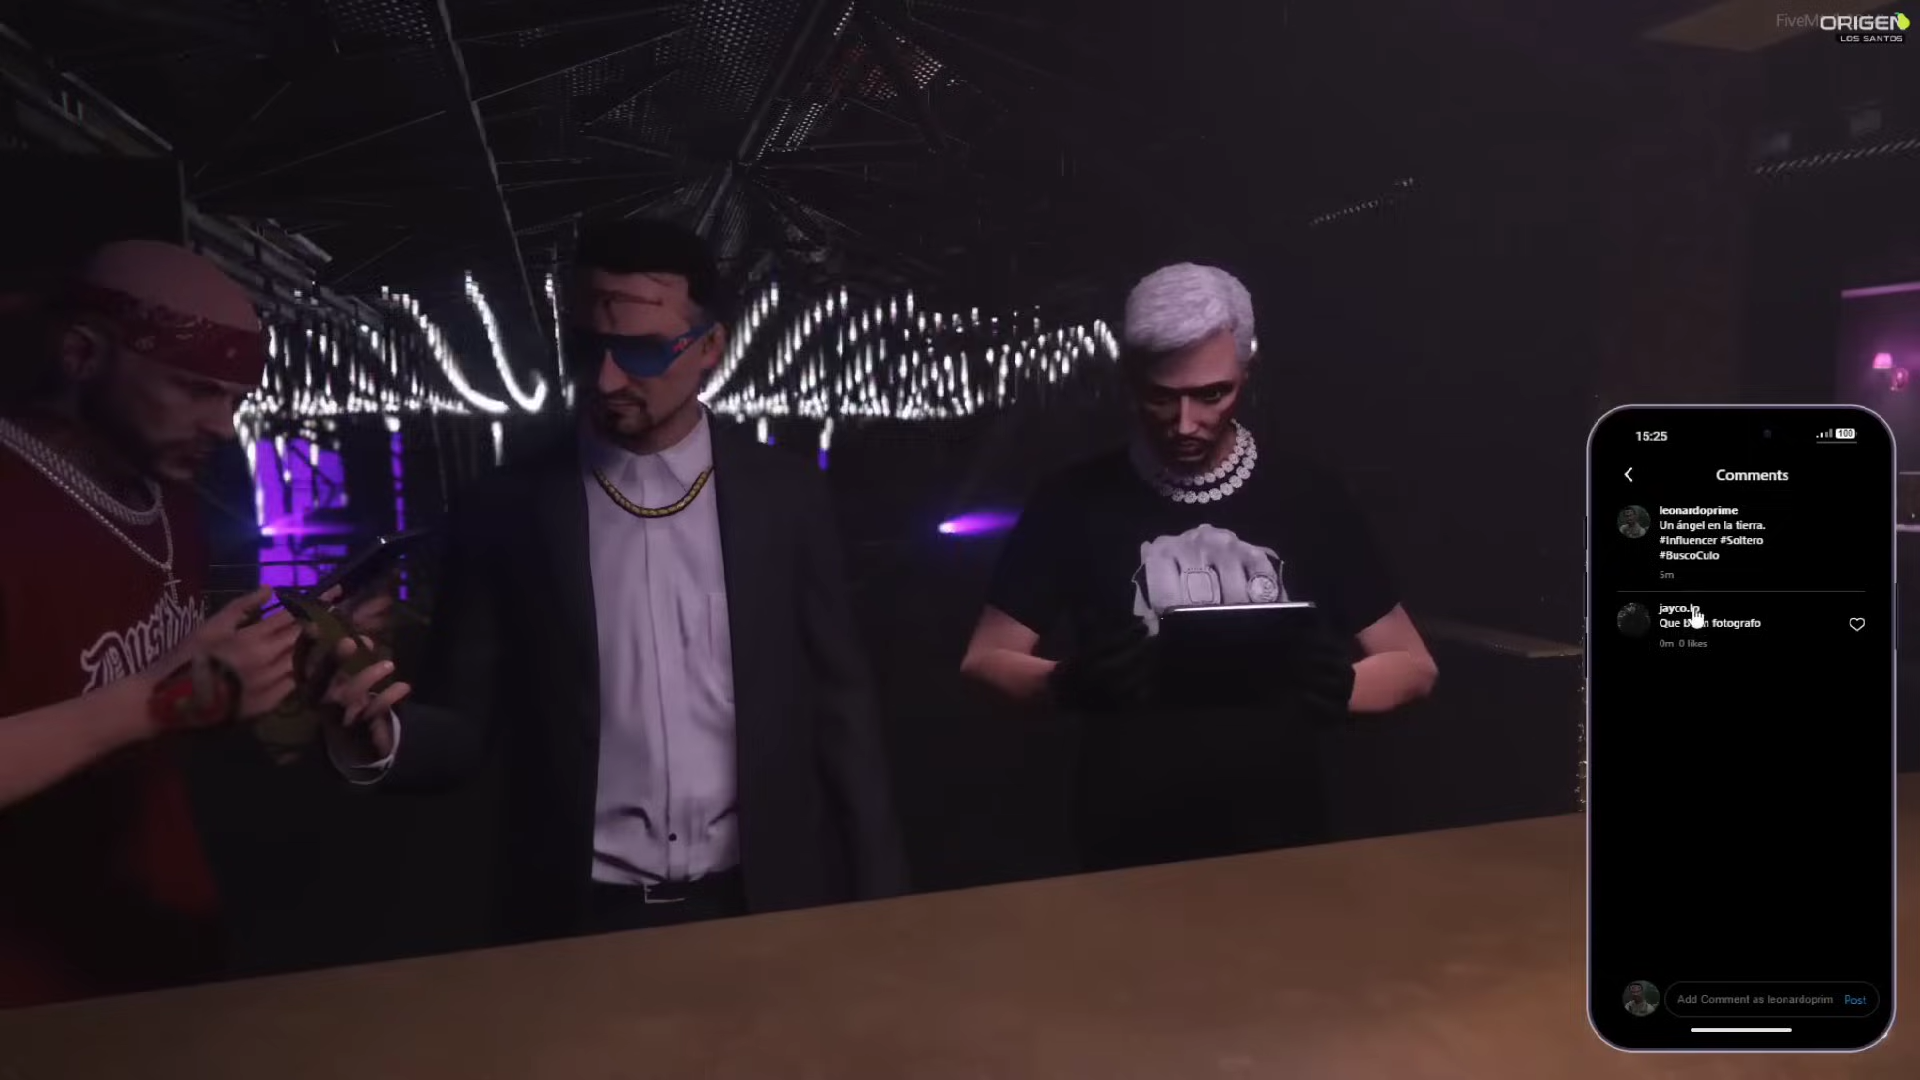 ORIGEN
LOS SANTOS
15:25
100
Comments
leonardoprime
Un ángel en la tierra.
#Influencer #Soltero
#BuscoCulo
5m
Que fotografo
0m 0 likes
Add Comment as leonardoprim
Post